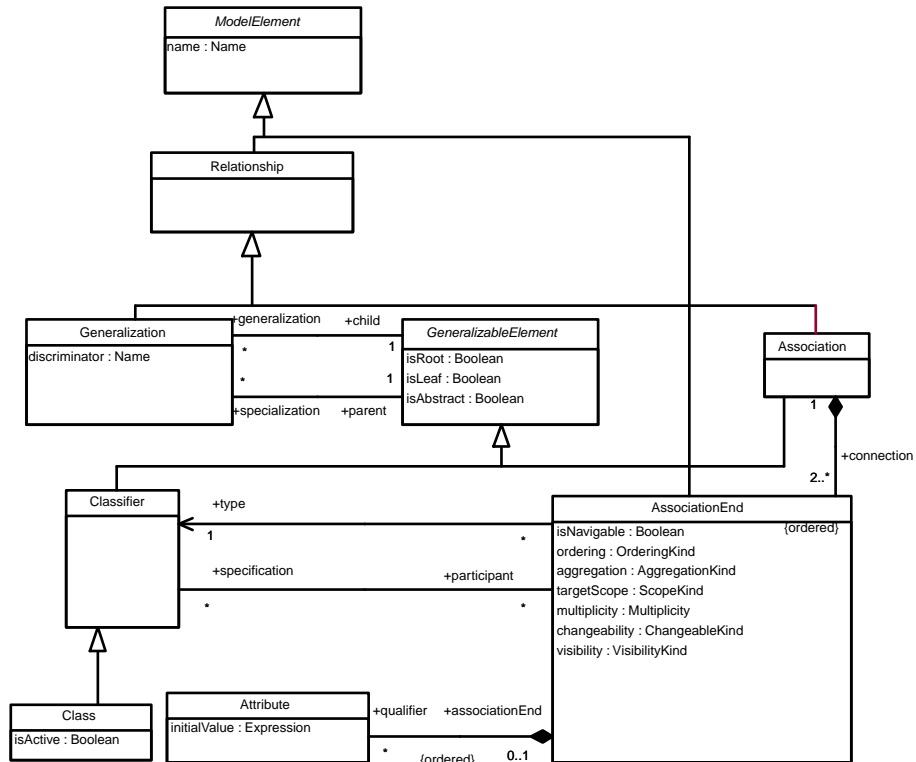 ModelElement
name : Name
Relationship
+generalization
+child
Generalization
discriminator : Name
*
1
GeneralizableElement
isRoot : Boolean
isLeaf : Boolean
isAbstract : Boolean
*
1
+specialization
+parent
Association
1
+connection
2..*
Classifier
+type
1
*
+specification
+participant
*
*
AssociationEnd
{ordered}
isNavigable : Boolean
ordering : OrderingKind
aggregation : AggregationKind
targetScope : ScopeKind
multiplicity : Multiplicity
changeability : ChangeableKind
visibility : VisibilityKind
Class
isActive : Boolean
Attribute
initialValue : Expression
+qualifier
+associationEnd
*
{ordered}
0..1